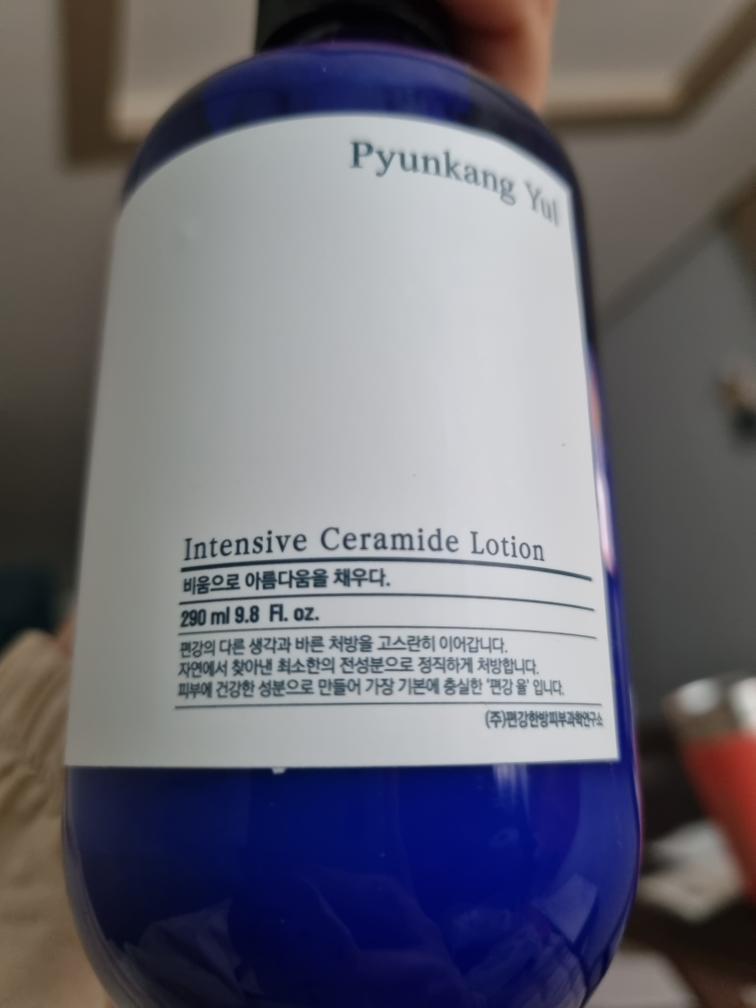 Pyunkang Yul
Intensive Ceramide Lotion
비움으로 아름다움을 채우다.
290 ml 9.8 Fl. oz.
편강의 다른 생각과 바른 처방을 고스란히 이어갑니다.
자연에서 찾아낸 최소한의 전성분으로 정직하게 처방합니다.
피부에 건강한 성분으로 만들어 가장 기본에 충실한 '편강 율' 입니다.
(주)편강한방피부과학연구소